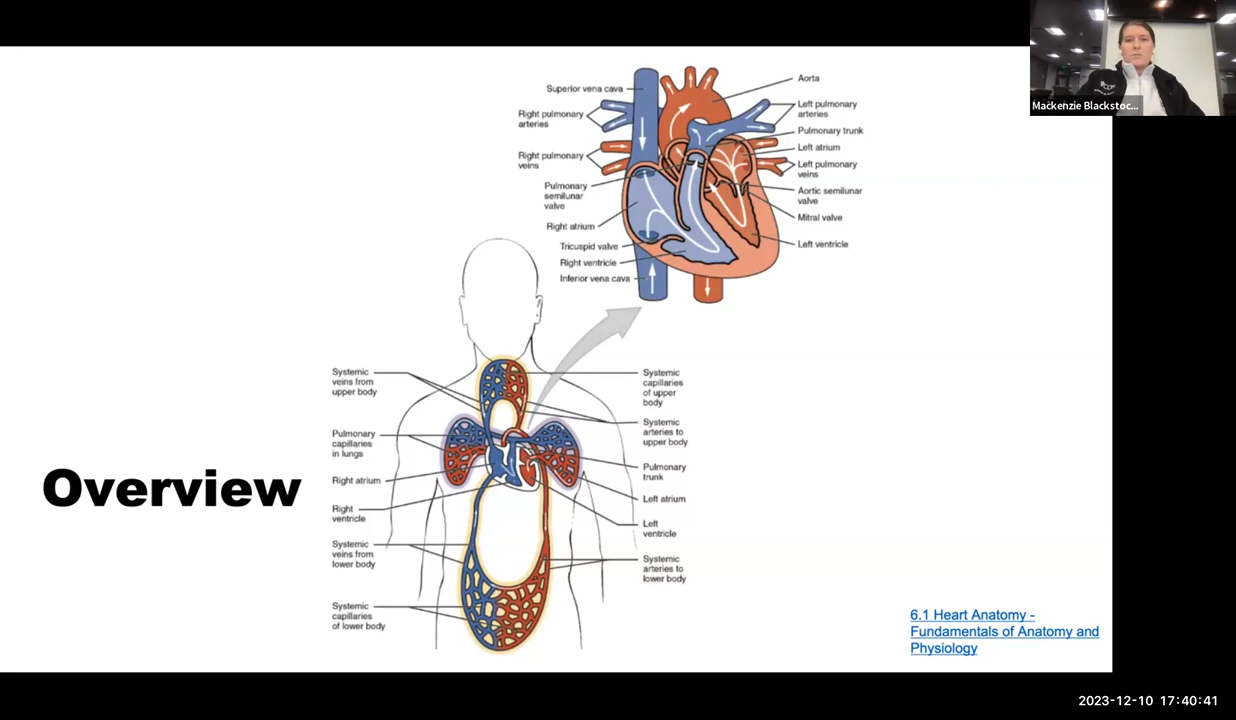 Mackenzie Blackstoc...
Superior vena cava
Right pulmonary
arteries
Right pulmonary
veins
Pulmonary
semilunar
valve
Right atrium
Tricuspid valve
Right ventricle
Inferior vena cava
Aorta
Left pulmonary
arteries
Pulmonary trunk
Left atrium
Left pulmonary
veins
Aortic semilunar
valve
Mitral valve
Left ventricle
Systemic
veins from
upper body
Pulmonary
capillaries
in lungs
Right atrium
Right
ventricle
Systemic
veins from
lower body
Systemic
capillaries
of lower body
Systemic
capillaries
of upper
body
Systemic
arteries to
upper body
Pulmonary
trunk
Left atrium
Left
ventricle
Systemic
arteries to
lower body
Overview
6.1 Heart Anatomy -
Fundamentals of Anatomy and
Physiology
2023-12-10 17:40:41